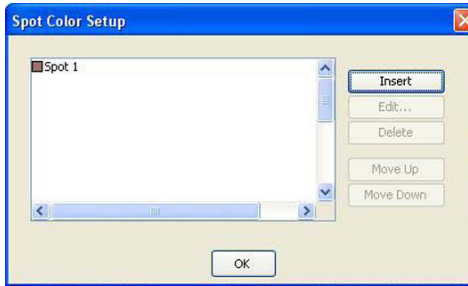 Spot Color Setup
Spot 1
Insert
Edit...
Delete
Move Up
Move Down
OK